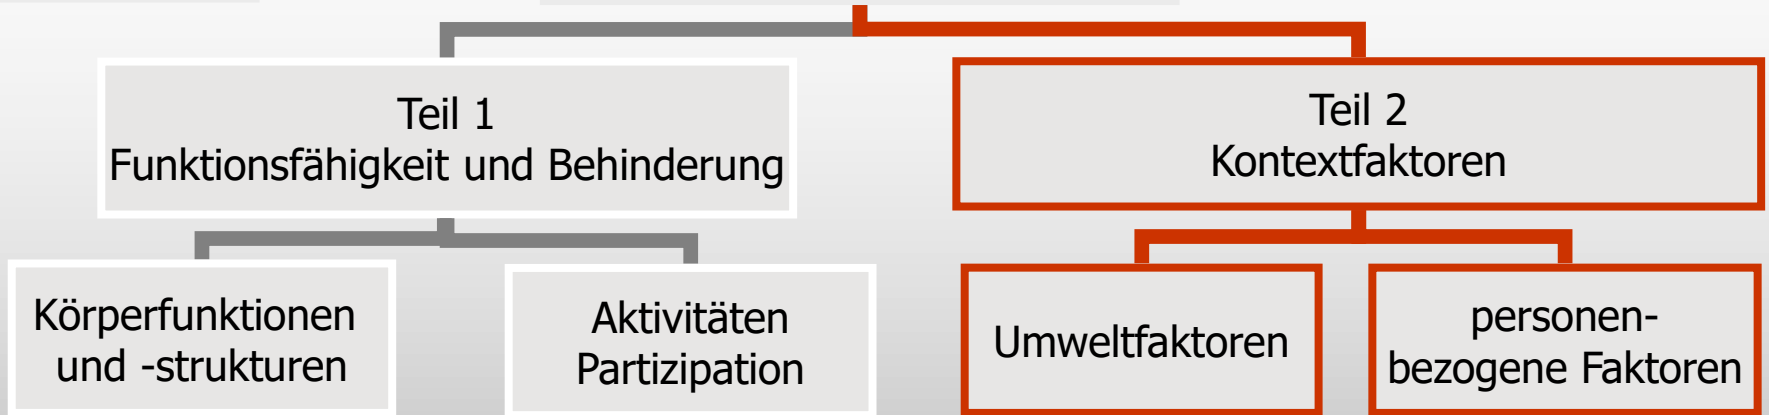 Teil 1
Funktionsfähigkeit und Behinderung
Teil 2
Kontextfaktoren
Körperfunktionen
und -strukturen
Aktivitäten
Partizipation
Umweltfaktoren
personen-
bezogene Faktoren